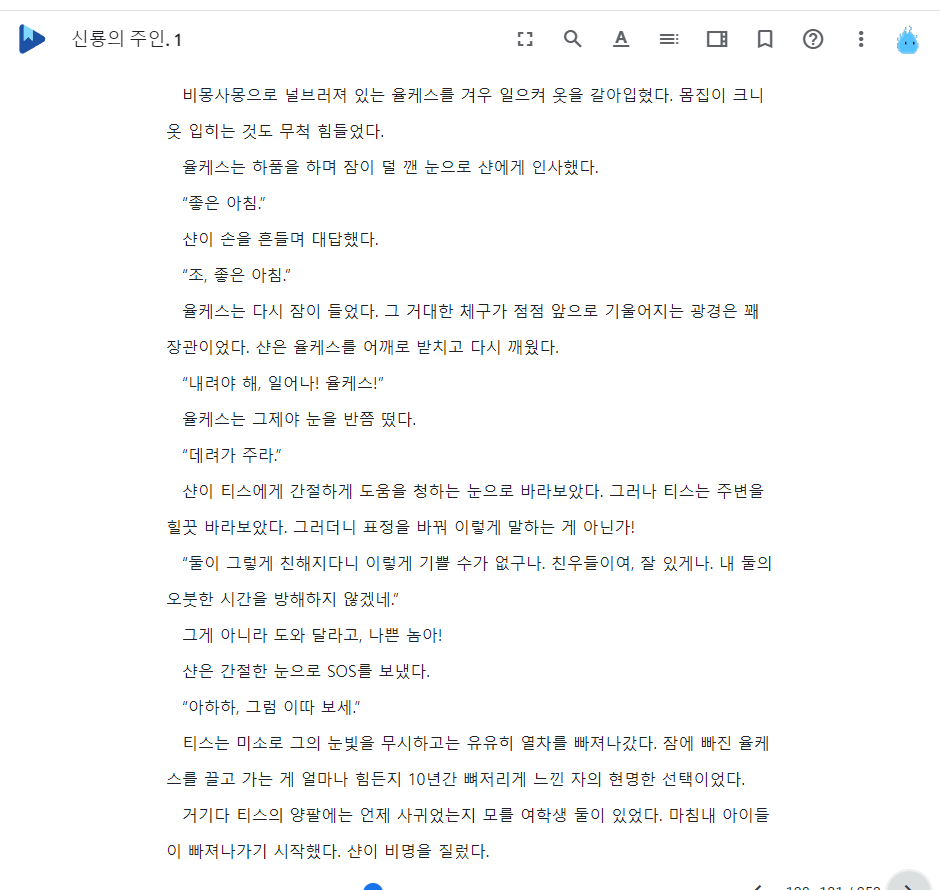 신룡의 주인. 1
비몽사몽으로 널브러져 있는 율케스를 겨우 일으켜 옷을 갈아입혔다. 몸집이 크니
옷 입히는 것도 무척 힘들었다.
율케스는 하품을 하며 잠이 덜 깬 눈으로 샨에게 인사했다.
“좋은 아침.”
샨이 손을 흔들며 대답했다.
“조, 좋은 아침.”
율케스는 다시 잠이 들었다. 그 거대한 체구가 점점 앞으로 기울어지는 광경은 꽤
장관이었다. 샨은 율케스를 어깨로 받치고 다시 깨웠다.
“내려야 해, 일어나! 율케스!”
율케스는 그제야 눈을 반쯤 떴다.
“데려가 주라.”
샨이 티스에게 간절하게 도움을 청하는 눈으로 바라보았다. 그러나 티스는 주변을
힐끗 바라보았다. 그러더니 표정을 바꿔 이렇게 말하는 게 아닌가!
“둘이 그렇게 친해지다니 이렇게 기쁠 수가 없구나. 친우들이여, 잘 있게나. 내 둘의
오붓한 시간을 방해하지 않겠네.”
그게 아니라 도와 달라고, 나쁜 놈아!
샨은 간절한 눈으로 SOS를 보냈다.
“아하하, 그럼 이따 보세.”
티스는 미소로 그의 눈빛을 무시하고는 유유히 열차를 빠져나갔다. 잠에 빠진 율케
스를 끌고 가는 게 얼마나 힘든지 10년간 뼈저리게 느낀 자의 현명한 선택이었다.
거기다 티스의 양팔에는 언제 사귀었는지 모를 여학생 둘이 있었다. 마침내 아이들
이 빠져나가기 시작했다. 샨이 비명을 질렀다.